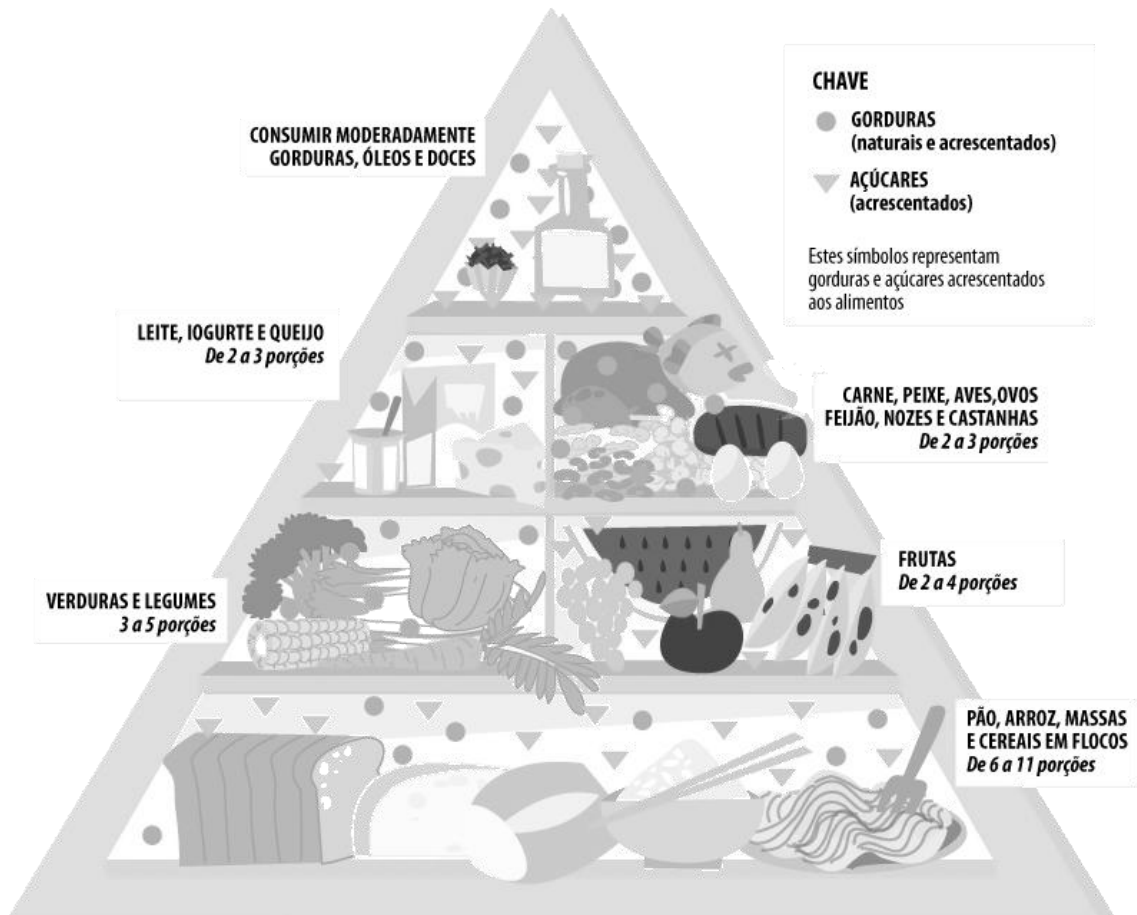 CHAVE
GORDURAS
(naturais e acrescentados)
AÇÚCARES
(acrescentados)
Estes símbolos representam
gorduras e açúcares acrescentados
aos alimentos
CONSUMIR MODERADAMENTE
GORDURAS, ÓLEOS E DOCES
LEITE, IOGURTE E QUEIJO
De 2 a 3 porções
CARNE, PEIXE, AVES,OVOS
FEIJÃO, NOZES E CASTANHAS
De 2 a 3 porções
VERDURAS E LEGUMES
3 a 5 porções
FRUTAS
De 2 a 4 porções
PÃO, ARROZ, MASSAS
E CEREAIS EM FLOCOS
De 6 a 11 porções